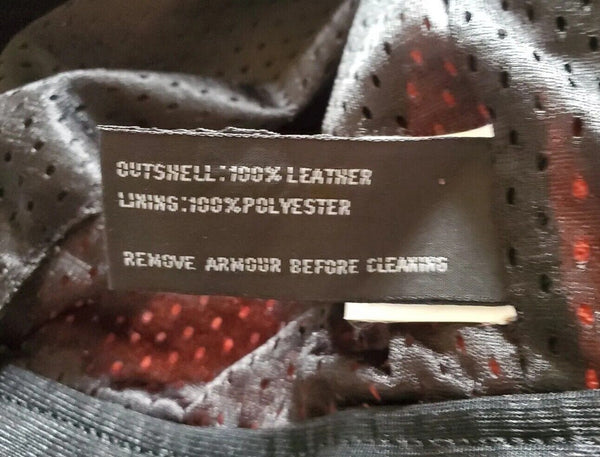 OUTSHELL:100% LEATHER
LINING:100%POLYESTER
REMOVE ARMOUR BEFORE CLEANING